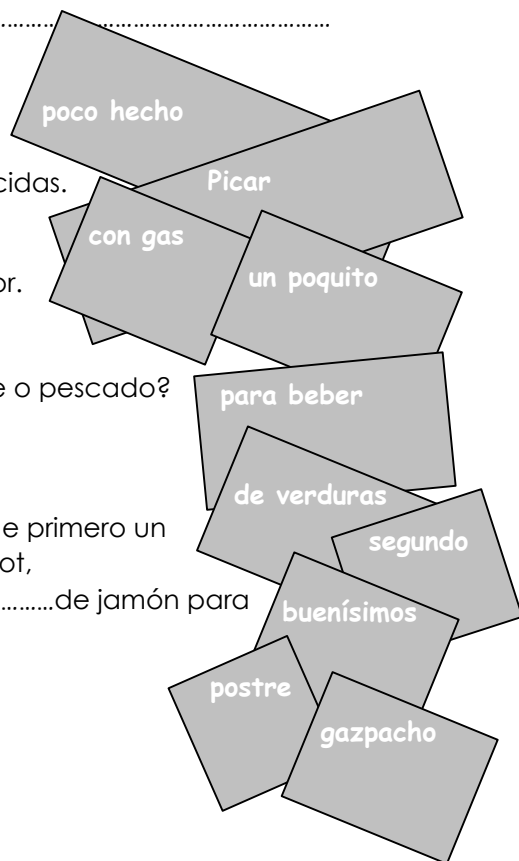 ……………………………………………………
poco hecho
cidas.
Picar
con gas
or.
un poquito
e o pescado?
para beber
de verduras
e primero un
segundo
ot,
…………de jamón para
buenísimos
postre
gazpacho